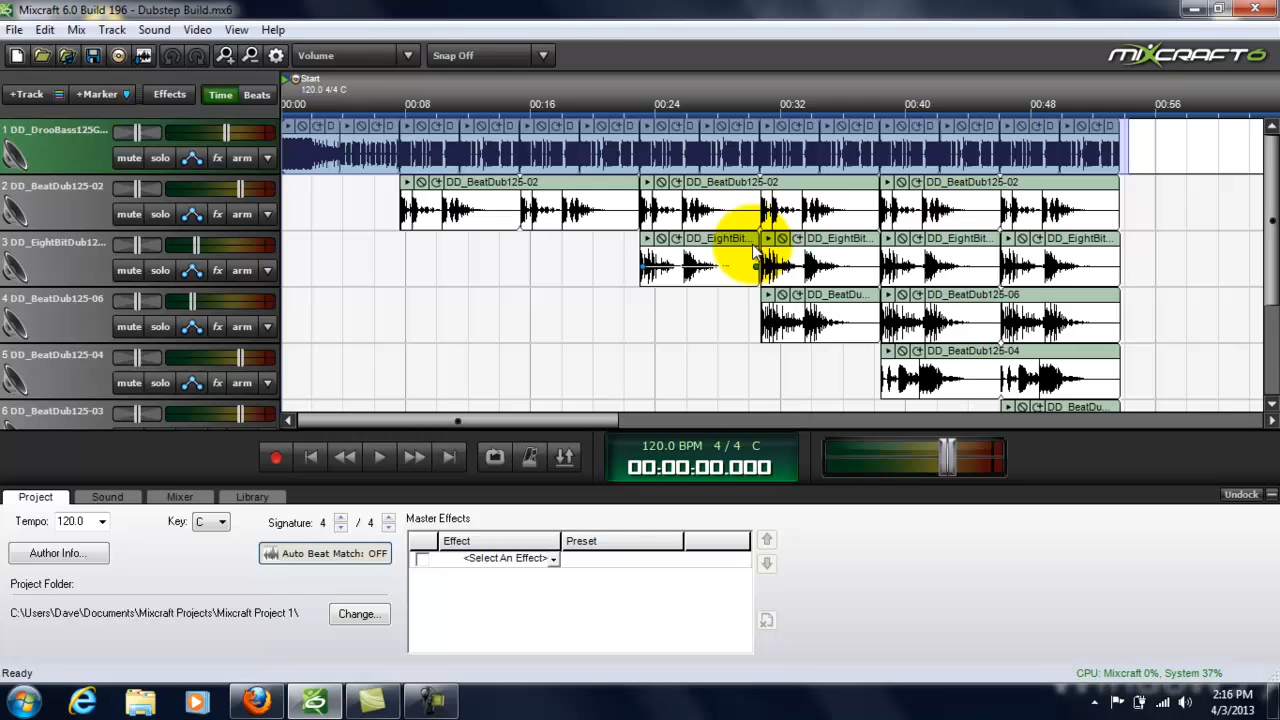 Mixcraft 6.0 Build 196 - Dubstep Build.mx6
File Edit Mix Track Sound Video View Help
Volume Snap Off MIXCRAFT 6
Start
120.0 4/4 C
+Track +Marker Effects Time Beats
00:00 00:08 00:16 00:24 00:32 00:40 00:48 00:56
1 DD_DrooBass125G...
mute solo fx arm
2 DD_BeatDub125-02 DD_BeatDub125-02 DD_BeatDub125-02 DD_BeatDub125-02
mute solo fx arm
3 DD_EightBitDub12... DD_EightBit... DD_EightBit... DD_EightBit... DD_EightBit...
mute solo fx arm
4 DD_BeatDub125-06 DD_BeatDu... DD_BeatDub125-06
mute solo fx arm
5 DD_BeatDub125-04 DD_BeatDub125-04
mute solo fx arm
6 DD_BeatDub125-03 DD_BeatDu...
120.0 BPM 4 / 4 C
00:00:00.000
Project Sound Mixer Library Undock
Tempo: 120.0 Key: C Signature: 4 / 4 Master Effects
Effect Preset
Author Info... Auto Beat Match: OFF <Select An Effect>
Project Folder:
C:\Users\Dave\Documents\Mixcraft Projects\Mixcraft Project 1\ Change...
Ready CPU: Mixcraft 0%, System 37%
2:16 PM
4/3/2013